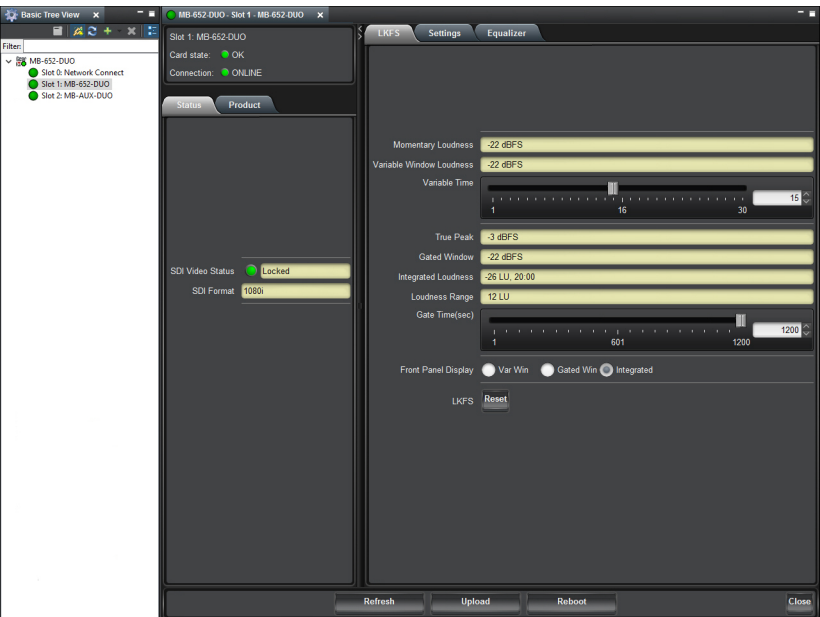 Basic Tree View x
Filter:
MB-652-DUO
Slot 0: Network Connect
Slot 1: MB-652-DUO
Slot 2: MB-AUX-DUO
MB-652-DUO - Slot 1 - MB-652-DUO x
Slot 1: MB-652-DUO
Card state: OK
Connection: ONLINE
Status Product
SDI Video Status Locked
SDI Format 1080i
LKFS Settings Equalizer
Momentary Loudness -22 dBFS
Variable Window Loudness -22 dBFS
Variable Time 15
1 16 30
True Peak -3 dBFS
Gated Window -22 dBFS
Integrated Loudness -26 LU, 20:00
Loudness Range 12 LU
Gate Time(sec) 1200
1 601 1200
Front Panel Display Var Win Gated Win Integrated
LKFS Reset
Refresh Upload Reboot Close